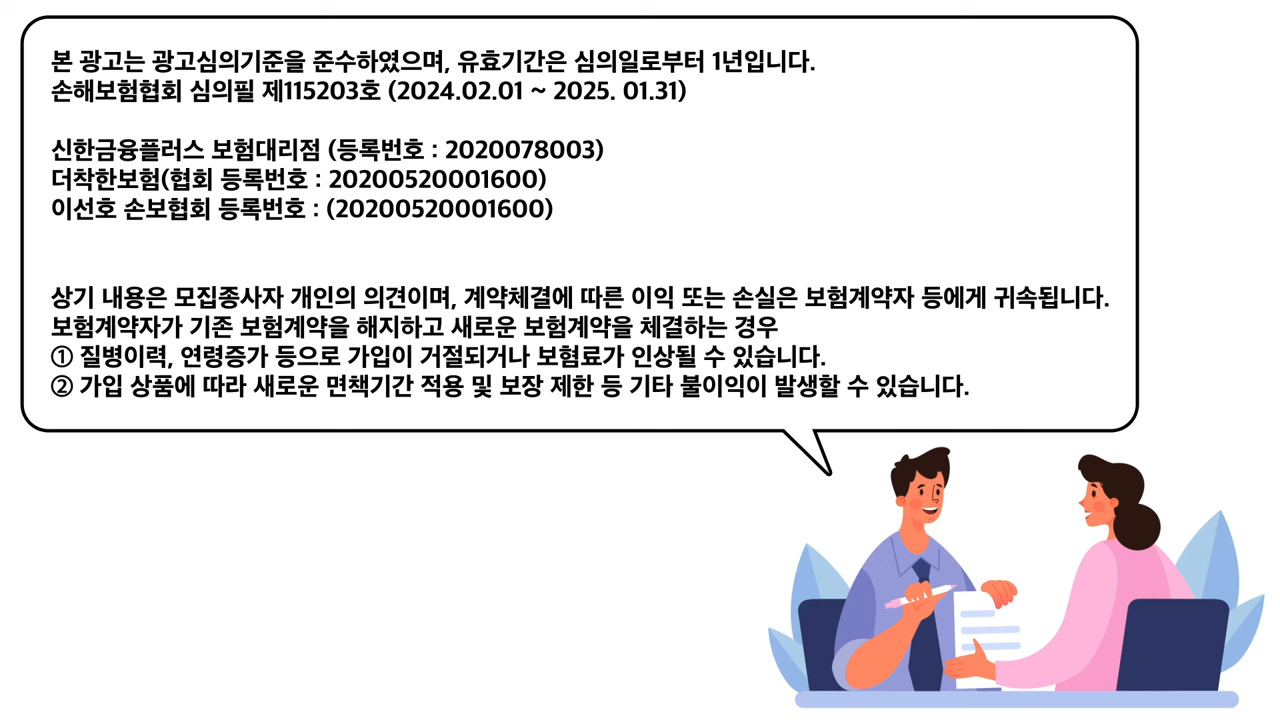 본 광고는 광고심의기준을 준수하였으며, 유효기간은 심의일로부터 1년입니다.
손해보험협회 심의필 제115203호 (2024.02.01 ~ 2025. 01.31)
신한금융플러스 보험대리점 (등록번호 : 2020078003)
더착한보험(협회 등록번호 : 20200520001600)
이선호 손보협회 등록번호 : (20200520001600)
상기 내용은 모집종사자 개인의 의견이며, 계약체결에 따른 이익 또는 손실은 보험계약자 등에게 귀속됩니다.
보험계약자가 기존 보험계약을 해지하고 새로운 보험계약을 체결하는 경우
① 질병이력, 연령증가 등으로 가입이 거절되거나 보험료가 인상될 수 있습니다.
② 가입 상품에 따라 새로운 면책기간 적용 및 보장 제한 등 기타 불이익이 발생할 수 있습니다.